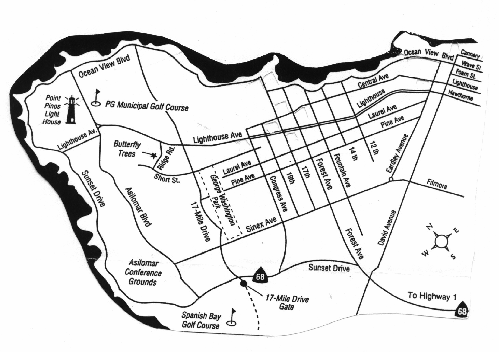 Ocean View Blvd
Ocean View Blvd
Cannery
Wave St.
Foam St.
Lighthouse
Hawthorne
Point
Pinos
Light
House
PG Municipal Golf Course
Central Ave
Lighthouse
Laurel Ave
Pine Ave
Lighthouse Av.
Lighthouse Ave
Butterfly
Trees
Ridge Rd.
Short St.
Laurel Ave
Pine Ave
George Washington
Park
Congress Ave
18th
17th
Forest Ave
Fountain Ave
14 th
12 th
Eardley Avenue
Sunset Drive
Asilomar Blvd
17-Mile Drive
Sinex Ave
Filmore
Forest Ave
David Avenue
N
E
S
W
Asilomar
Conference
Grounds
68
Sunset Drive
17-Mile Drive
Gate
To Highway 1
68
Spanish Bay
Golf Course